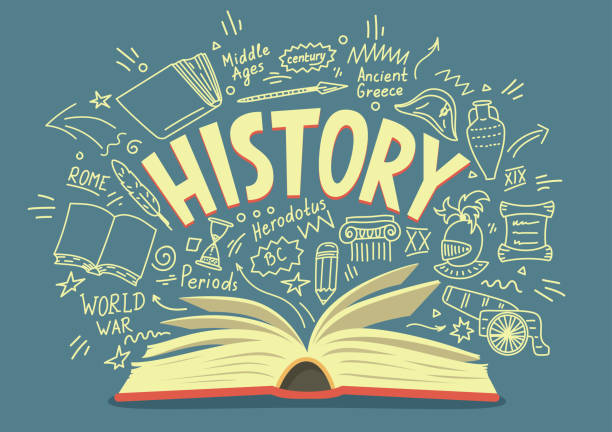 Middle
Ages
century
Ancient
Greece
HISTORY
ROME
XIX
Herodotus
XX
BC
Periods
WORLD
WAR